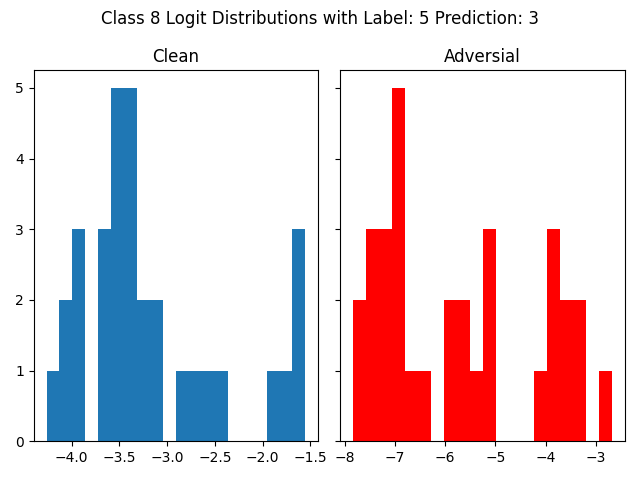 Class 8 Logit Distributions with Label: 5 Prediction: 3
Clean
Adversial
5
4
3
2
1
0
−4.0 −3.5 −3.0 −2.5 −2.0 −1.5
−8 −7 −6 −5 −4 −3